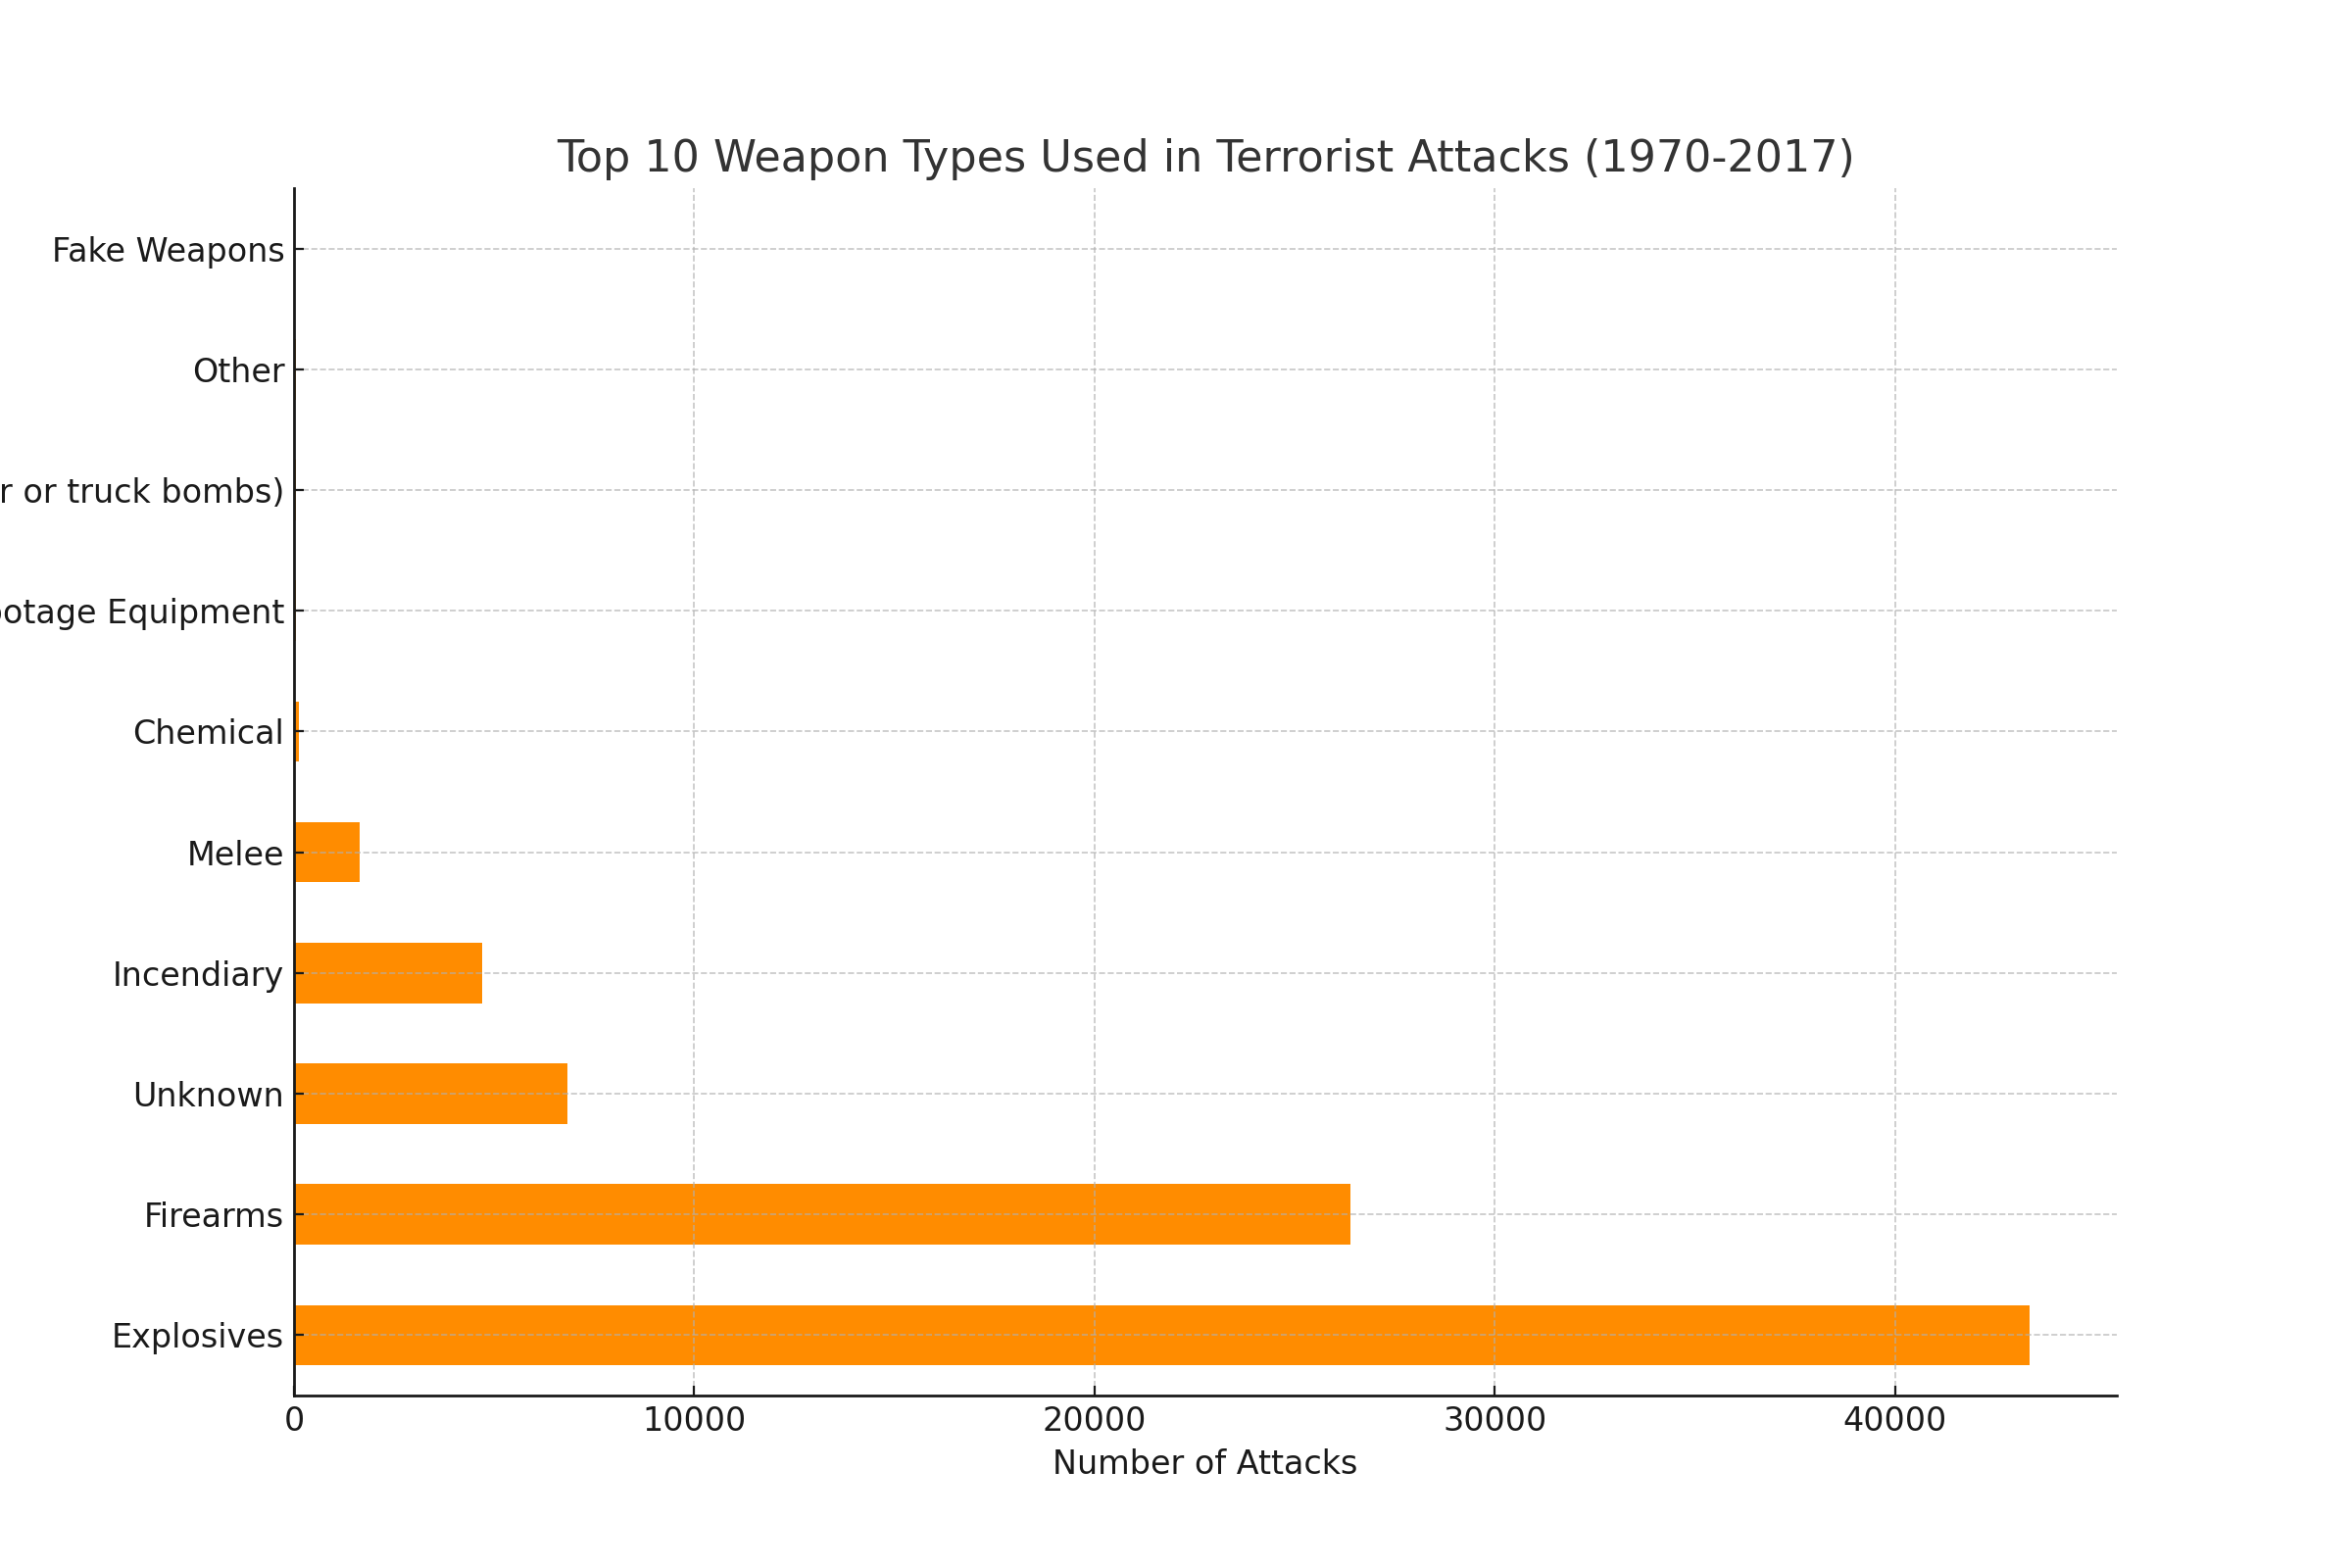 Top 10 Weapon Types Used in Terrorist Attacks (1970-2017)
Fake Weapons
Other
r or truck bombs)
otage Equipment
Chemical
Melee
Incendiary
Unknown
Firearms
Explosives
0 10000 20000 30000 40000
Number of Attacks